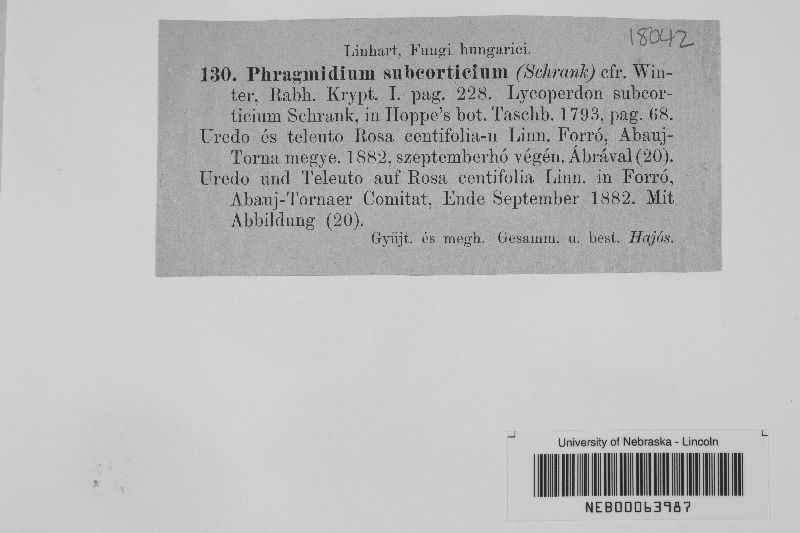 18042
Linhart, Fungi hungarici.
130. Phragmidium subcorticium (Schrank) cfr. Win-
ter, Rabh. Krypt. I. pag. 228. Lycoperdon subcor-
ticium Schrank, in Hoppe's bot. Taschb. 1793, pag. 68.
Uredo és teleuto Rosa centifolia-n Linn. Forró, Abauj-
Torna megye. 1882. szeptemberhó végén. Ábrával (20).
Uredo und Teleuto auf Rosa centifolia Linn. in Forró,
Abauj-Tornaer Comitat, Ende September 1882. Mit
Abbildung (20).
Gyűjt. és megh. Gesamm. u. best. Hajós.
University of Nebraska - Lincoln
NEB00063987